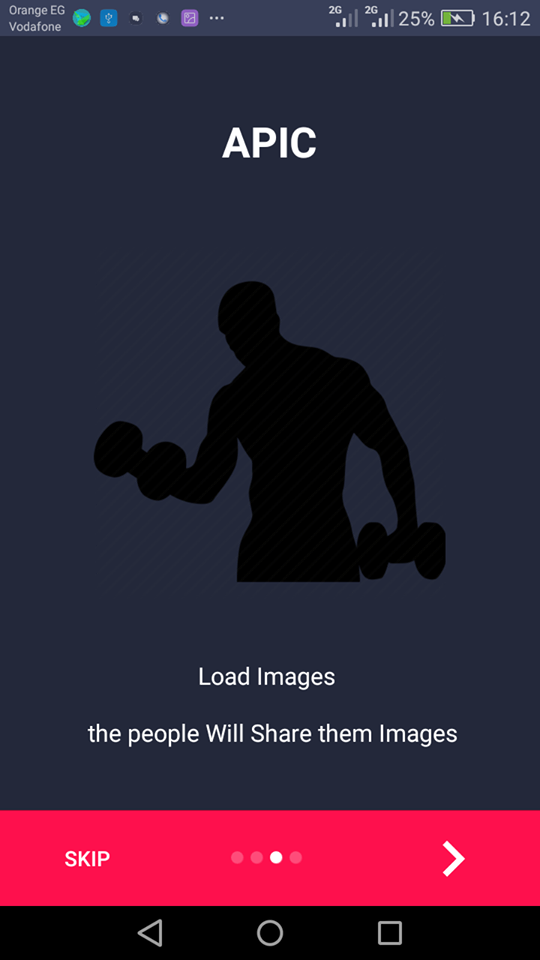 Orange EG
Vodafone
2G 2G 25% 16:12
APIC
Load Images
the people Will Share them Images
SKIP